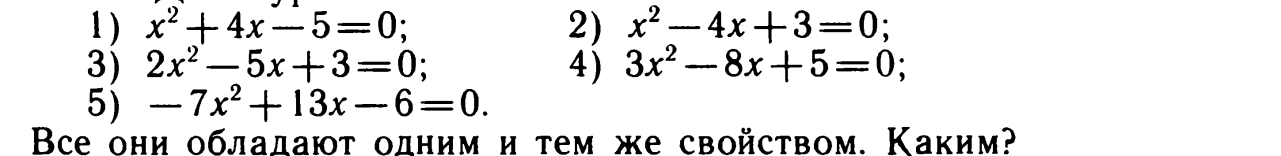 1) x² + 4x − 5 = 0; 2) x² − 4x + 3 = 0;
3) 2x² − 5x + 3 = 0; 4) 3x² − 8x + 5 = 0;
5) −7x² + 13x − 6 = 0.
Все они обладают одним и тем же свойством. Каким?